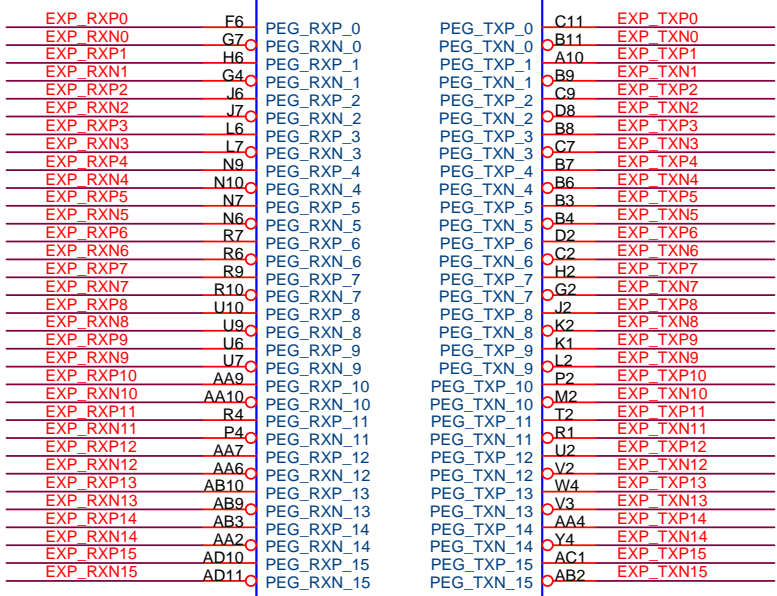 EXP_RXP0 F6 PEG_RXP_0 PEG_TXP_0 C11 EXP_TXP0
EXP_RXN0 G7 PEG_RXN_0 PEG_TXN_0 B11 EXP_TXN0
EXP_RXP1 H6 PEG_RXP_1 PEG_TXP_1 A10 EXP_TXP1
EXP_RXN1 G4 PEG_RXN_1 PEG_TXN_1 B9 EXP_TXN1
EXP_RXP2 J6 PEG_RXP_2 PEG_TXP_2 C9 EXP_TXP2
EXP_RXN2 J7 PEG_RXN_2 PEG_TXN_2 D8 EXP_TXN2
EXP_RXP3 L6 PEG_RXP_3 PEG_TXP_3 B8 EXP_TXP3
EXP_RXN3 L7 PEG_RXN_3 PEG_TXN_3 C7 EXP_TXN3
EXP_RXP4 N9 PEG_RXP_4 PEG_TXP_4 B7 EXP_TXP4
EXP_RXN4 N10 PEG_RXN_4 PEG_TXN_4 B6 EXP_TXN4
EXP_RXP5 N7 PEG_RXP_5 PEG_TXP_5 B3 EXP_TXP5
EXP_RXN5 N6 PEG_RXN_5 PEG_TXN_5 B4 EXP_TXN5
EXP_RXP6 R7 PEG_RXP_6 PEG_TXP_6 D2 EXP_TXP6
EXP_RXN6 R6 PEG_RXN_6 PEG_TXN_6 C2 EXP_TXN6
EXP_RXP7 R9 PEG_RXP_7 PEG_TXP_7 H2 EXP_TXP7
EXP_RXN7 R10 PEG_RXN_7 PEG_TXN_7 G2 EXP_TXN7
EXP_RXP8 U10 PEG_RXP_8 PEG_TXP_8 J2 EXP_TXP8
EXP_RXN8 U9 PEG_RXN_8 PEG_TXN_8 K2 EXP_TXN8
EXP_RXP9 U6 PEG_RXP_9 PEG_TXP_9 K1 EXP_TXP9
EXP_RXN9 U7 PEG_RXN_9 PEG_TXN_9 L2 EXP_TXN9
EXP_RXP10 AA9 PEG_RXP_10 PEG_TXP_10 P2 EXP_TXP10
EXP_RXN10 AA10 PEG_RXN_10 PEG_TXN_10 M2 EXP_TXN10
EXP_RXP11 R4 PEG_RXP_11 PEG_TXP_11 T2 EXP_TXP11
EXP_RXN11 P4 PEG_RXN_11 PEG_TXN_11 R1 EXP_TXN11
EXP_RXP12 AA7 PEG_RXP_12 PEG_TXP_12 U2 EXP_TXP12
EXP_RXN12 AA6 PEG_RXN_12 PEG_TXN_12 V2 EXP_TXN12
EXP_RXP13 AB10 PEG_RXP_13 PEG_TXP_13 W4 EXP_TXP13
EXP_RXN13 AB9 PEG_RXN_13 PEG_TXN_13 V3 EXP_TXN13
EXP_RXP14 AB3 PEG_RXP_14 PEG_TXP_14 AA4 EXP_TXP14
EXP_RXN14 AA2 PEG_RXN_14 PEG_TXN_14 Y4 EXP_TXN14
EXP_RXP15 AD10 PEG_RXP_15 PEG_TXP_15 AC1 EXP_TXP15
EXP_RXN15 AD11 PEG_RXN_15 PEG_TXN_15 AB2 EXP_TXN15